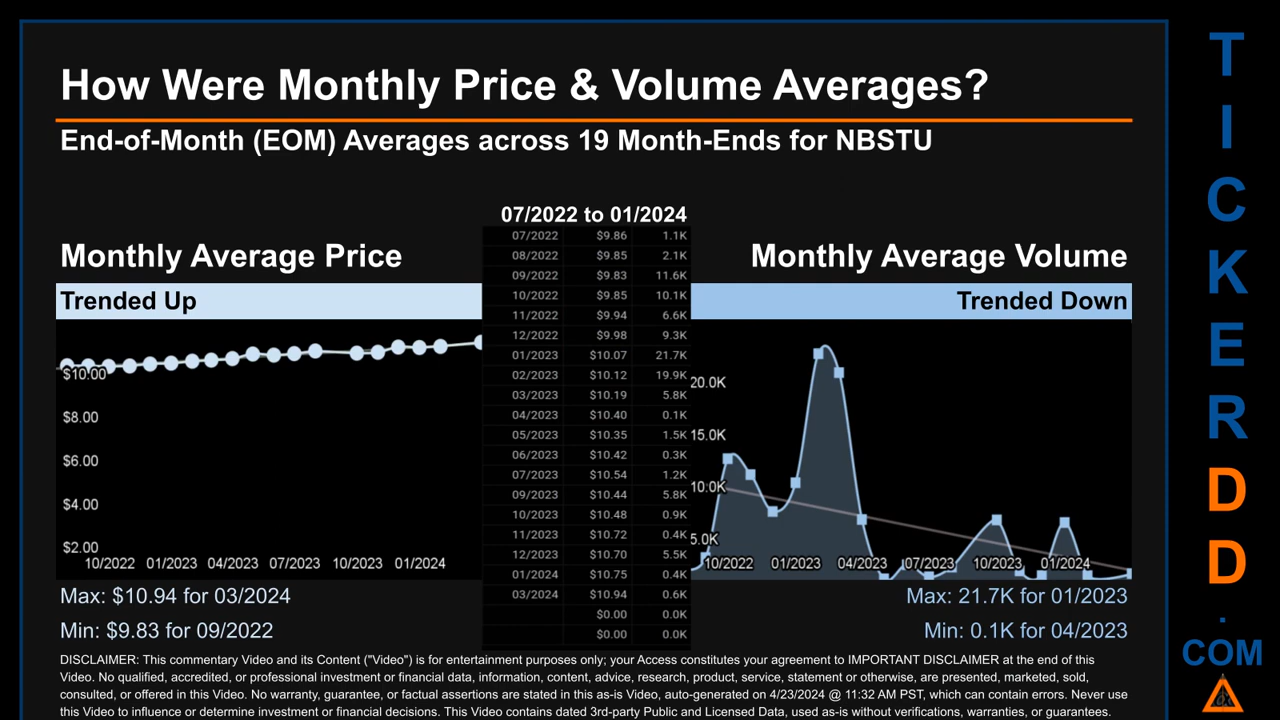 How Were Monthly Price & Volume Averages?
End-of-Month (EOM) Averages across 19 Month-Ends for NBSTU
07/2022 to 01/2024
Monthly Average Price
Trended Up
$10.00
$8.00
$6.00
$4.00
$2.00
10/2022 01/2023 04/2023 07/2023 10/2023 01/2024
Max: $10.94 for 03/2024
Min: $9.83 for 09/2022
07/2022 $9.86 1.1K
08/2022 $9.85 2.1K
09/2022 $9.83 11.6K
10/2022 $9.85 10.1K
11/2022 $9.94 6.6K
12/2022 $9.98 9.3K
01/2023 $10.07 21.7K
02/2023 $10.12 19.9K
03/2023 $10.19 5.8K
04/2023 $10.40 0.1K
05/2023 $10.35 1.5K
06/2023 $10.42 0.3K
07/2023 $10.54 1.2K
09/2023 $10.44 5.8K
10/2023 $10.48 0.9K
11/2023 $10.72 0.4K
12/2023 $10.70 5.5K
01/2024 $10.75 0.4K
03/2024 $10.94 0.6K
$0.00 0.0K
$0.00 0.0K
Monthly Average Volume
Trended Down
20.0K
15.0K
10.0K
5.0K
10/2022 01/2023 04/2023 07/2023 10/2023 01/2024
Max: 21.7K for 01/2023
Min: 0.1K for 04/2023
DISCLAIMER: This commentary Video and its Content ("Video") is for entertainment purposes only; your Access constitutes your agreement to IMPORTANT DISCLAIMER at the end of this
Video. No qualified, accredited, or professional investment or financial data, information, content, advice, research, product, service, statement or otherwise, are presented, marketed, sold,
consulted, or offered in this Video. No warranty, guarantee, or factual assertions are stated in this as-is Video, auto-generated on 4/23/2024 @ 11:32 AM PST, which can contain errors. Never use
this Video to influence or determine investment or financial decisions. This Video contains dated 3rd-party Public and Licensed Data, used as-is without verifications, warranties, or guarantees.
T
I
C
K
E
R
D
D
.
COM